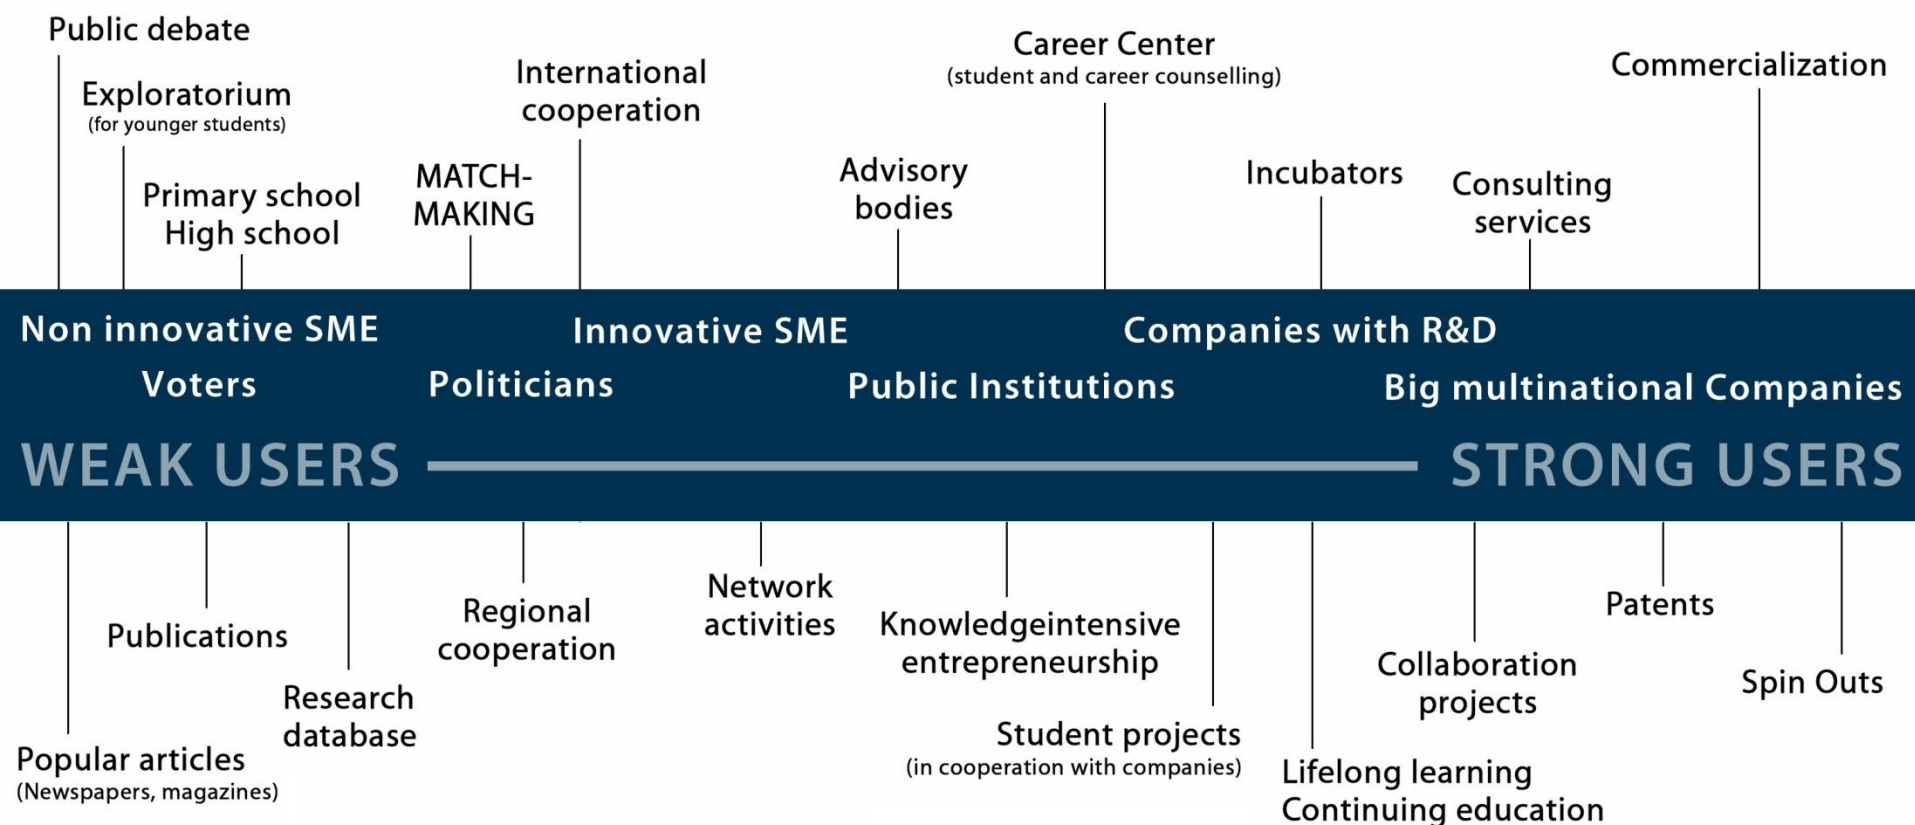 Public debate
Exploratorium
(for younger students)
Primary school
High school
MATCH-
MAKING
International
cooperation
Advisory
bodies
Career Center
(student and career counselling)
Incubators
Consulting
services
Commercialization
Non innovative SME
Innovative SME
Companies with R&D
Voters
Politicians
Public Institutions
Big multinational Companies
WEAK USERS
STRONG USERS
Popular articles
(Newspapers, magazines)
Publications
Research
database
Regional
cooperation
Network
activities
Knowledgeintensive
entrepreneurship
Student projects
(in cooperation with companies)
Lifelong learning
Continuing education
Collaboration
projects
Patents
Spin Outs